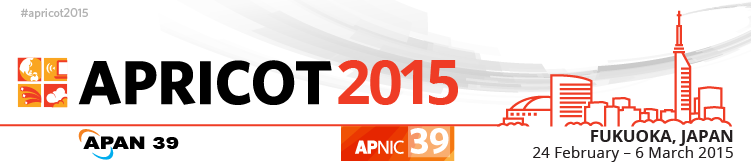 #apricot2015
APRICOT 2015
APAN 39
APNIC 39
FUKUOKA, JAPAN
24 February – 6 March 2015